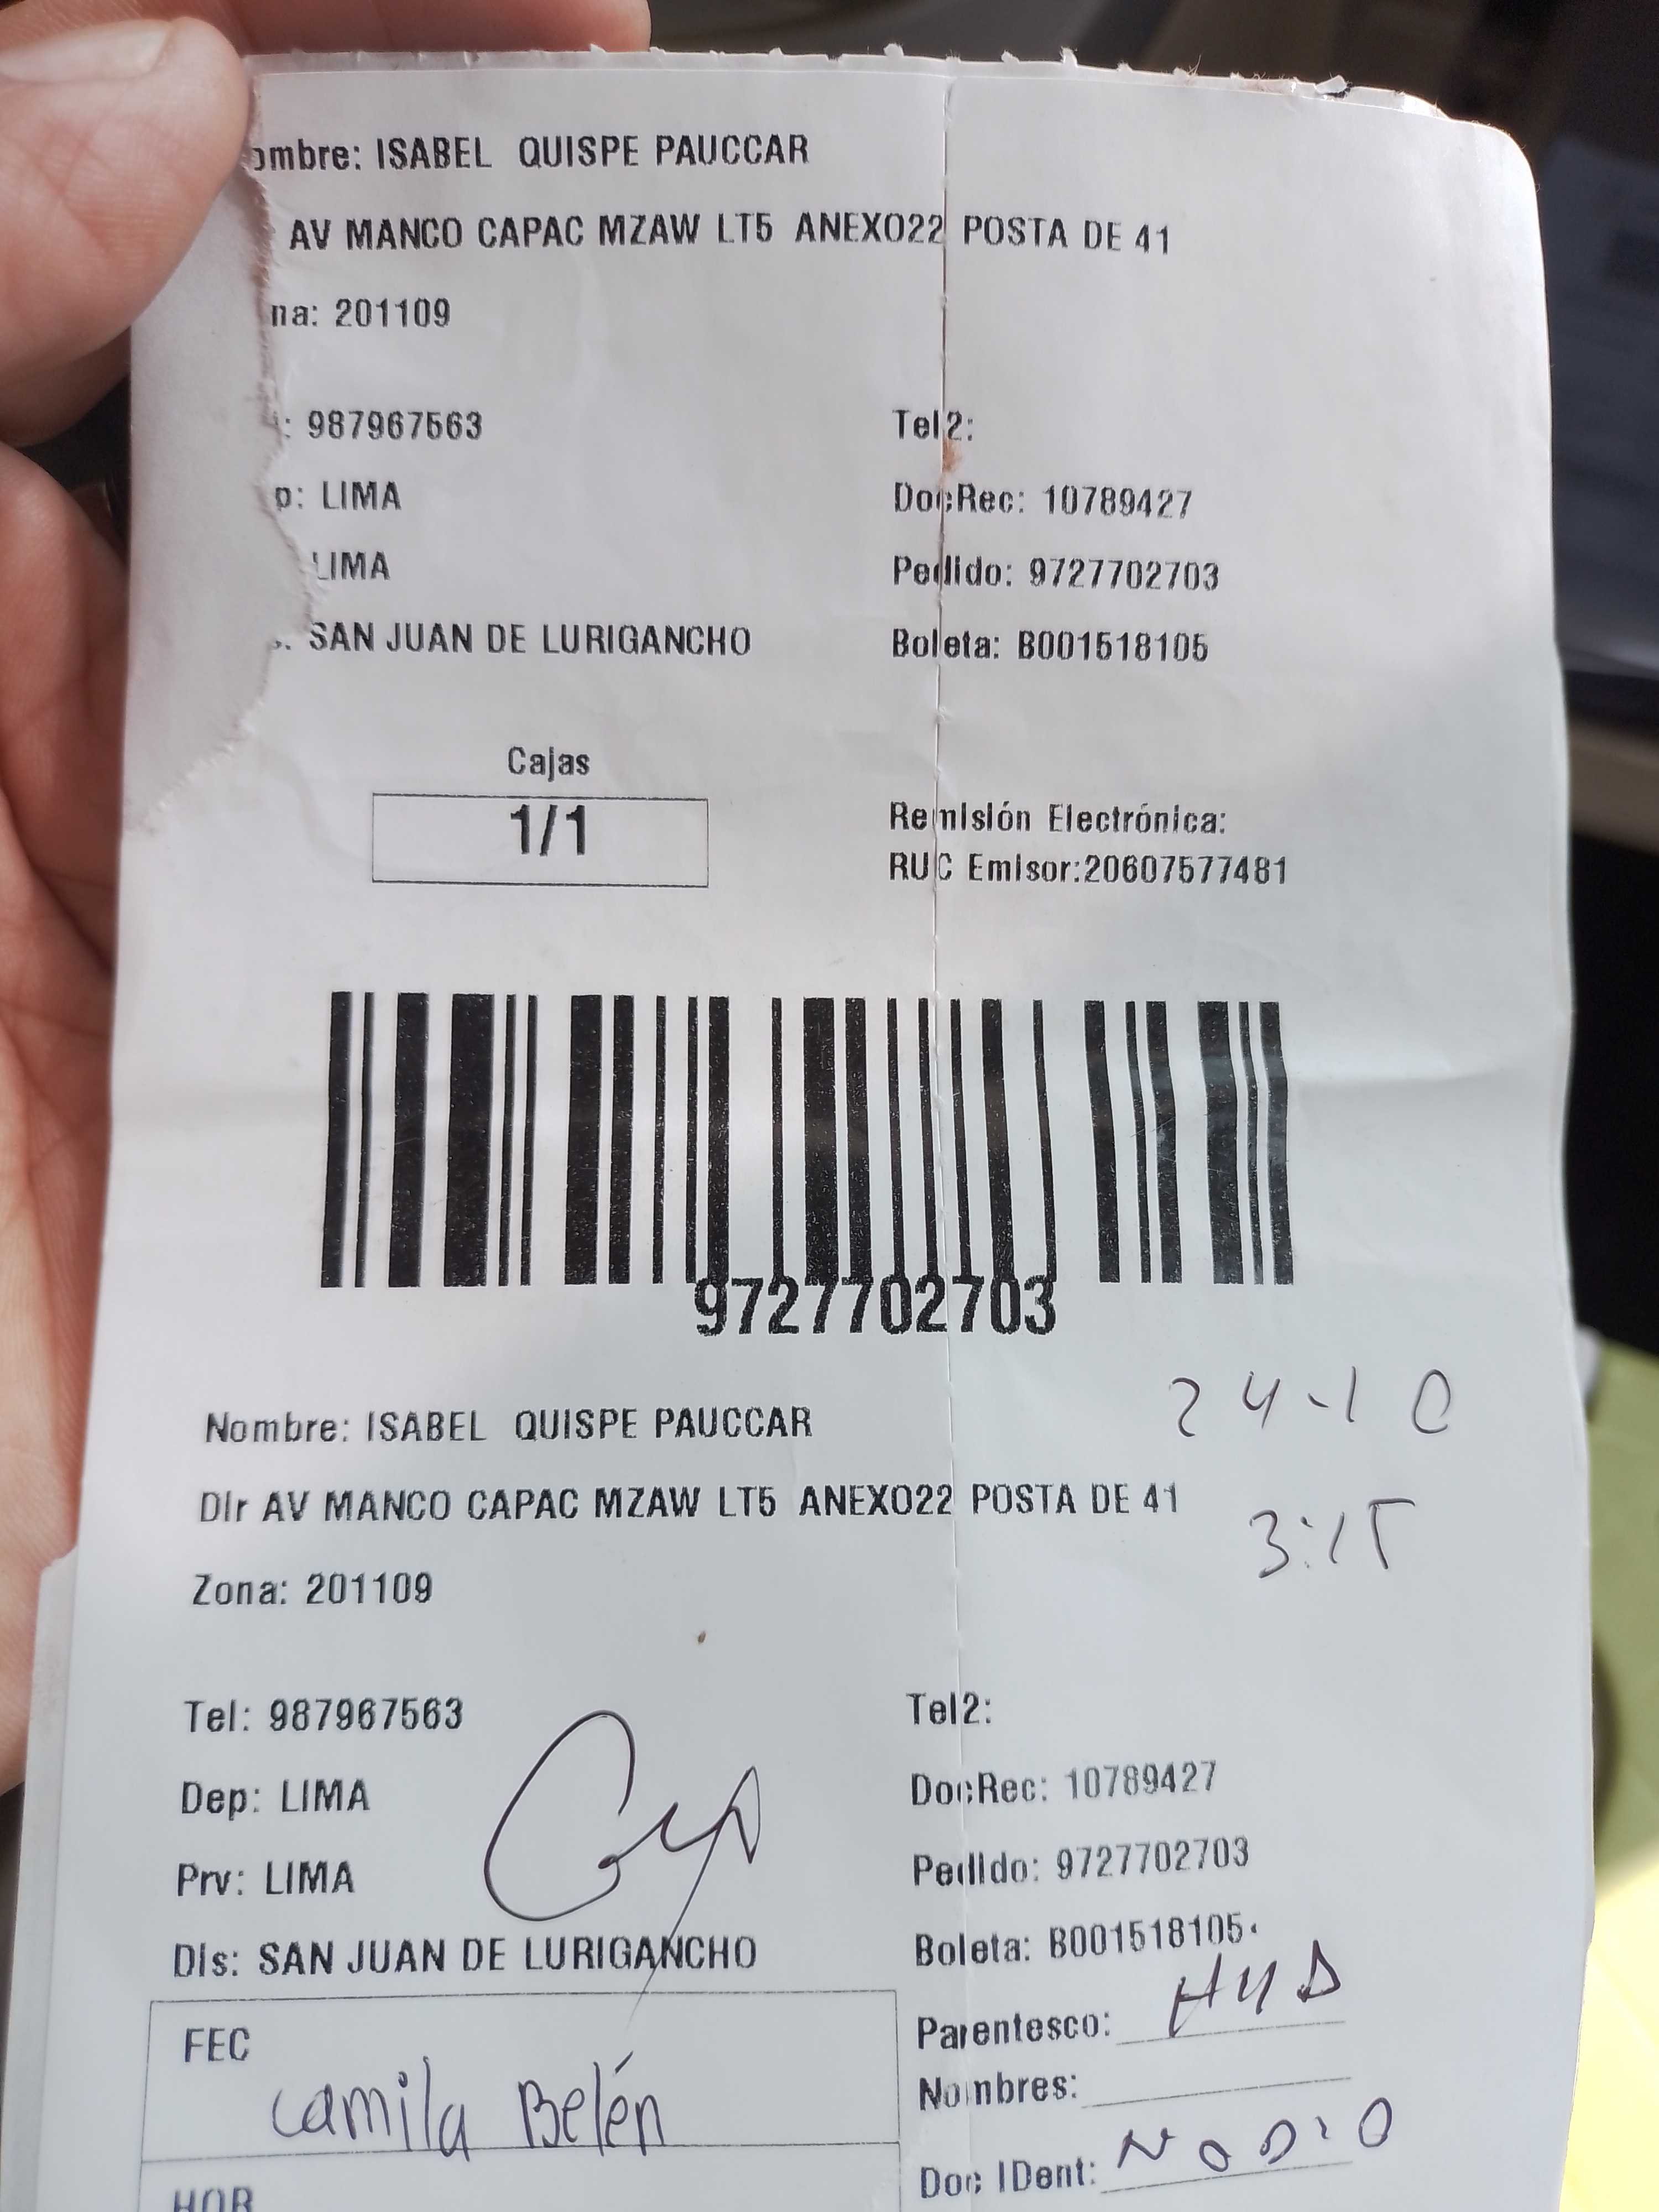 ombre: ISABEL QUISPE PAUCCAR
AV MANCO CAPAC MZAW LT5 ANEXO22 POSTA DE 41
na: 201109
: 987967563 Tel2:
p: LIMA DocRec: 10789427
LIMA Pedido: 9727702703
s: SAN JUAN DE LURIGANCHO Boleta: B001518105
Cajas
1/1
Remisión Electrónica:
RUC Emisor:20607577481
9727702703
24-10
Nombre: ISABEL QUISPE PAUCCAR
Dir AV MANCO CAPAC MZAW LT5 ANEXO22 POSTA DE 41
3:15
Zona: 201109
Tel: 987967563 Tel2:
Dep: LIMA DocRec: 10789427
Prv: LIMA Pedido: 9727702703
Dis: SAN JUAN DE LURIGANCHO Boleta: B001518105
FEC Parentesco:
Camila Belén Nombres:
HOR Doc IDent: NO DIO